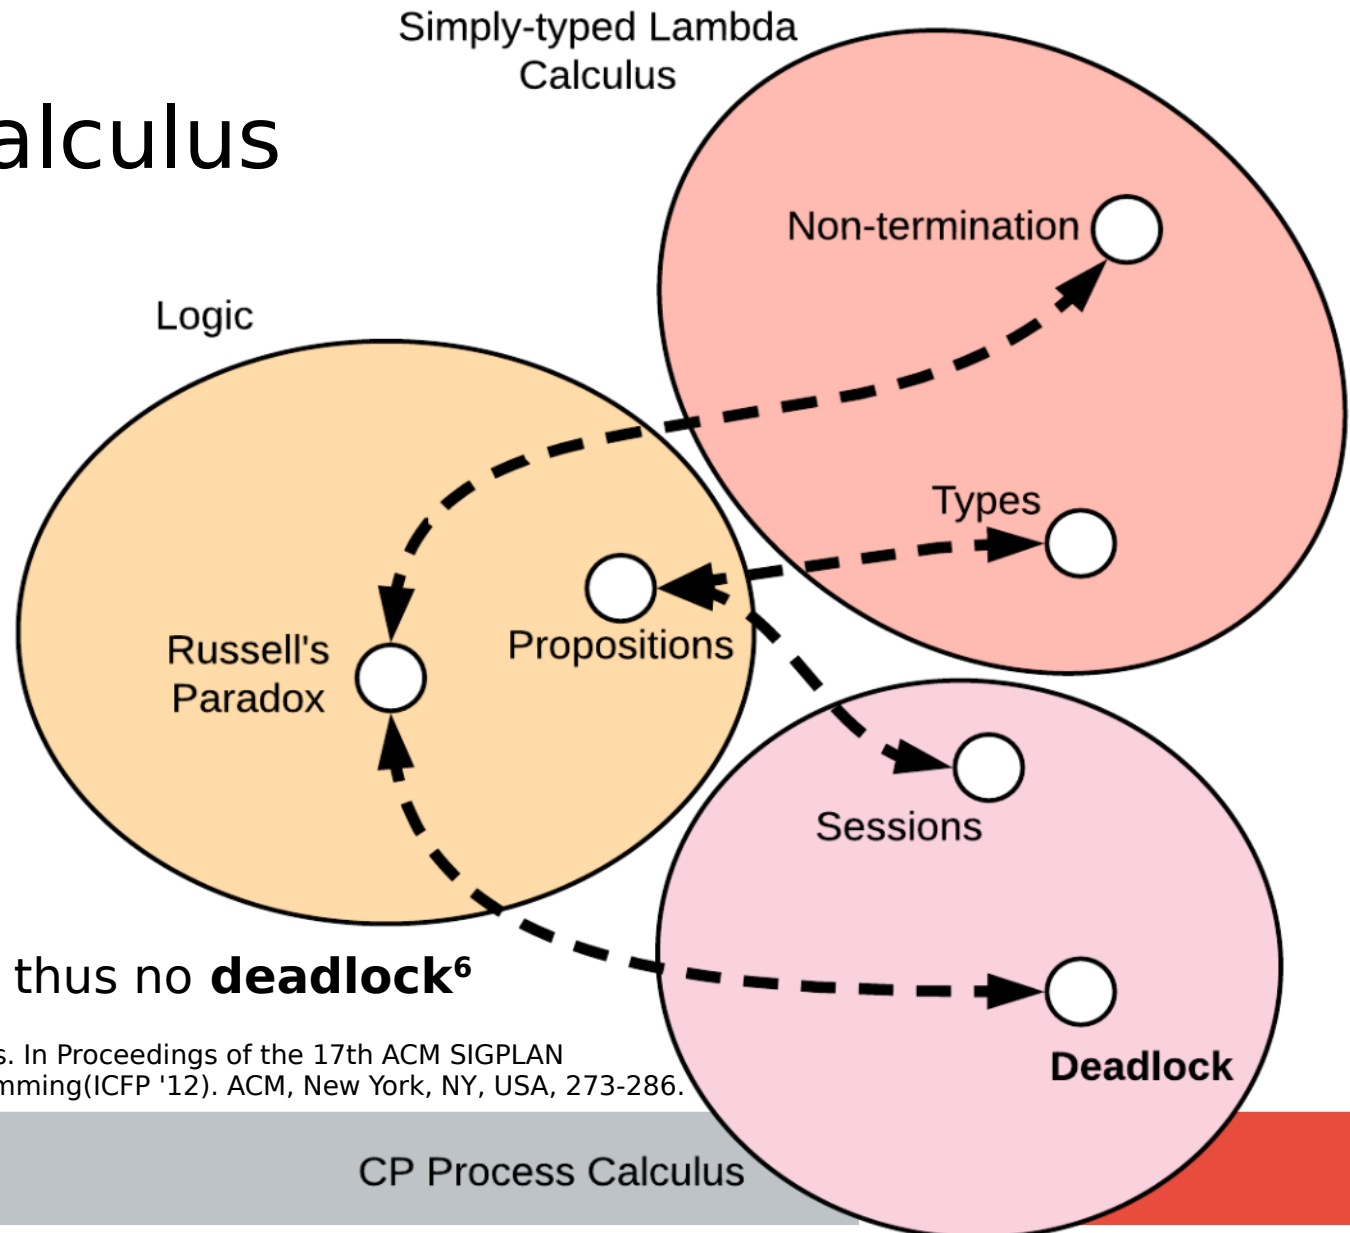 Simply-typed Lambda
Calculus
alculus
Non-termination
Logic
Types
Propositions
Russell's
Paradox
Sessions
thus no deadlock⁶
s. In Proceedings of the 17th ACM SIGPLAN
mming(ICFP '12). ACM, New York, NY, USA, 273-286.
Deadlock
CP Process Calculus